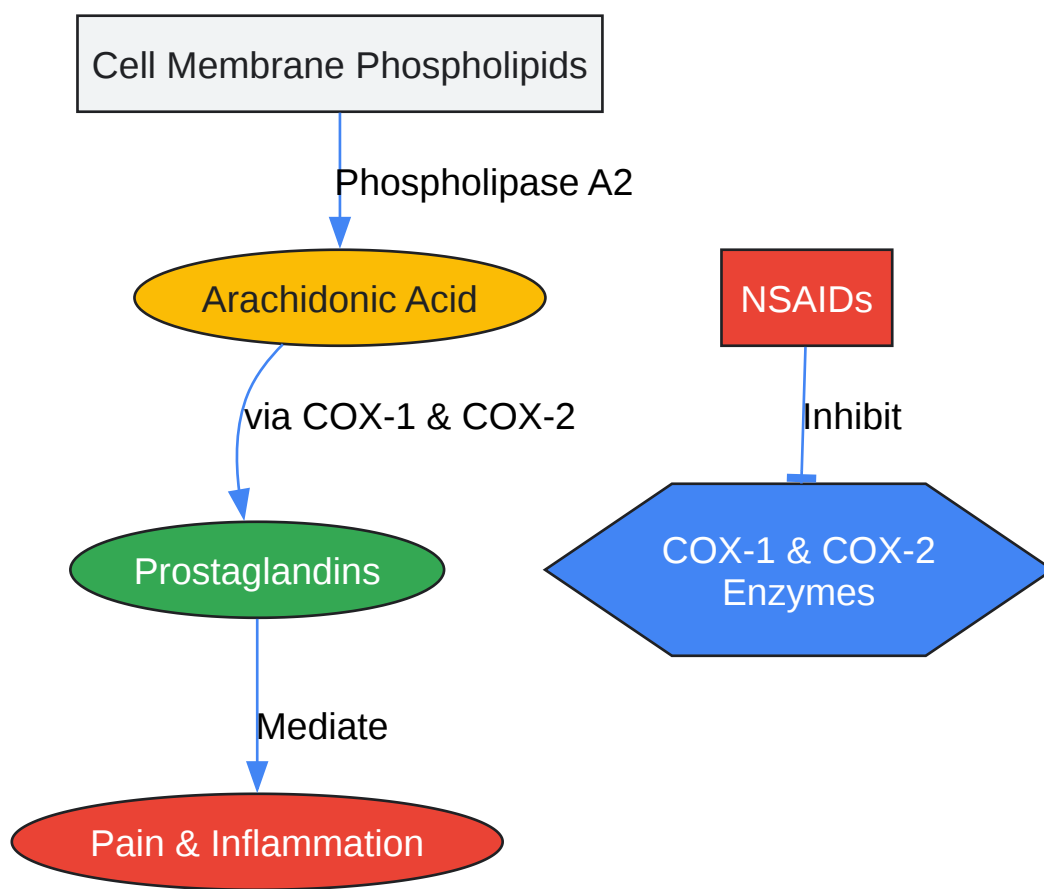 Cell Membrane Phospholipids
Phospholipase A2
Arachidonic Acid
NSAIDs
via COX-1 & COX-2
Inhibit
Prostaglandins
COX-1 & COX-2
Enzymes
Mediate
Pain & Inflammation